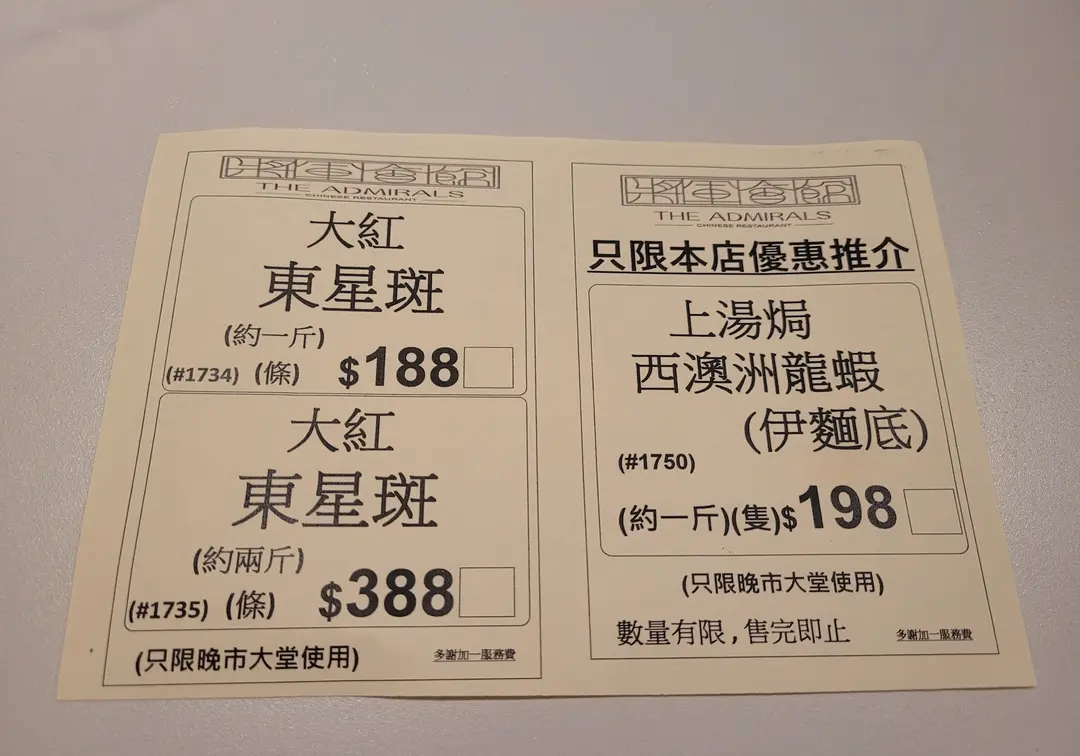 將軍會館
THE ADMIRALS
CHINESE RESTAURANT
大紅
東星斑
(約一斤)
(#1734) (條) $188
大紅
東星斑
(約兩斤)
(#1735) (條) $388
(只限晚市大堂使用) 多謝加一服務費
將軍會館
THE ADMIRALS
CHINESE RESTAURANT
只限本店優惠推介
上湯焗
西澳洲龍蝦
(伊麵底)
(#1750)
(約一斤)(隻)$198
(只限晚市大堂使用)
數量有限,售完即止 多謝加一服務費